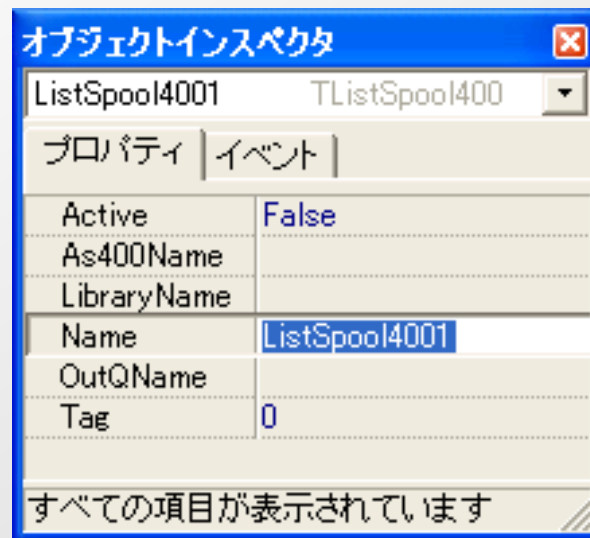 オブジェクトインスペクタ
ListSpool4001 TListSpool400
プロパティ イベント
Active False
As400Name
LibraryName
Name ListSpool4001
OutQName
Tag 0
すべての項目が表示されています